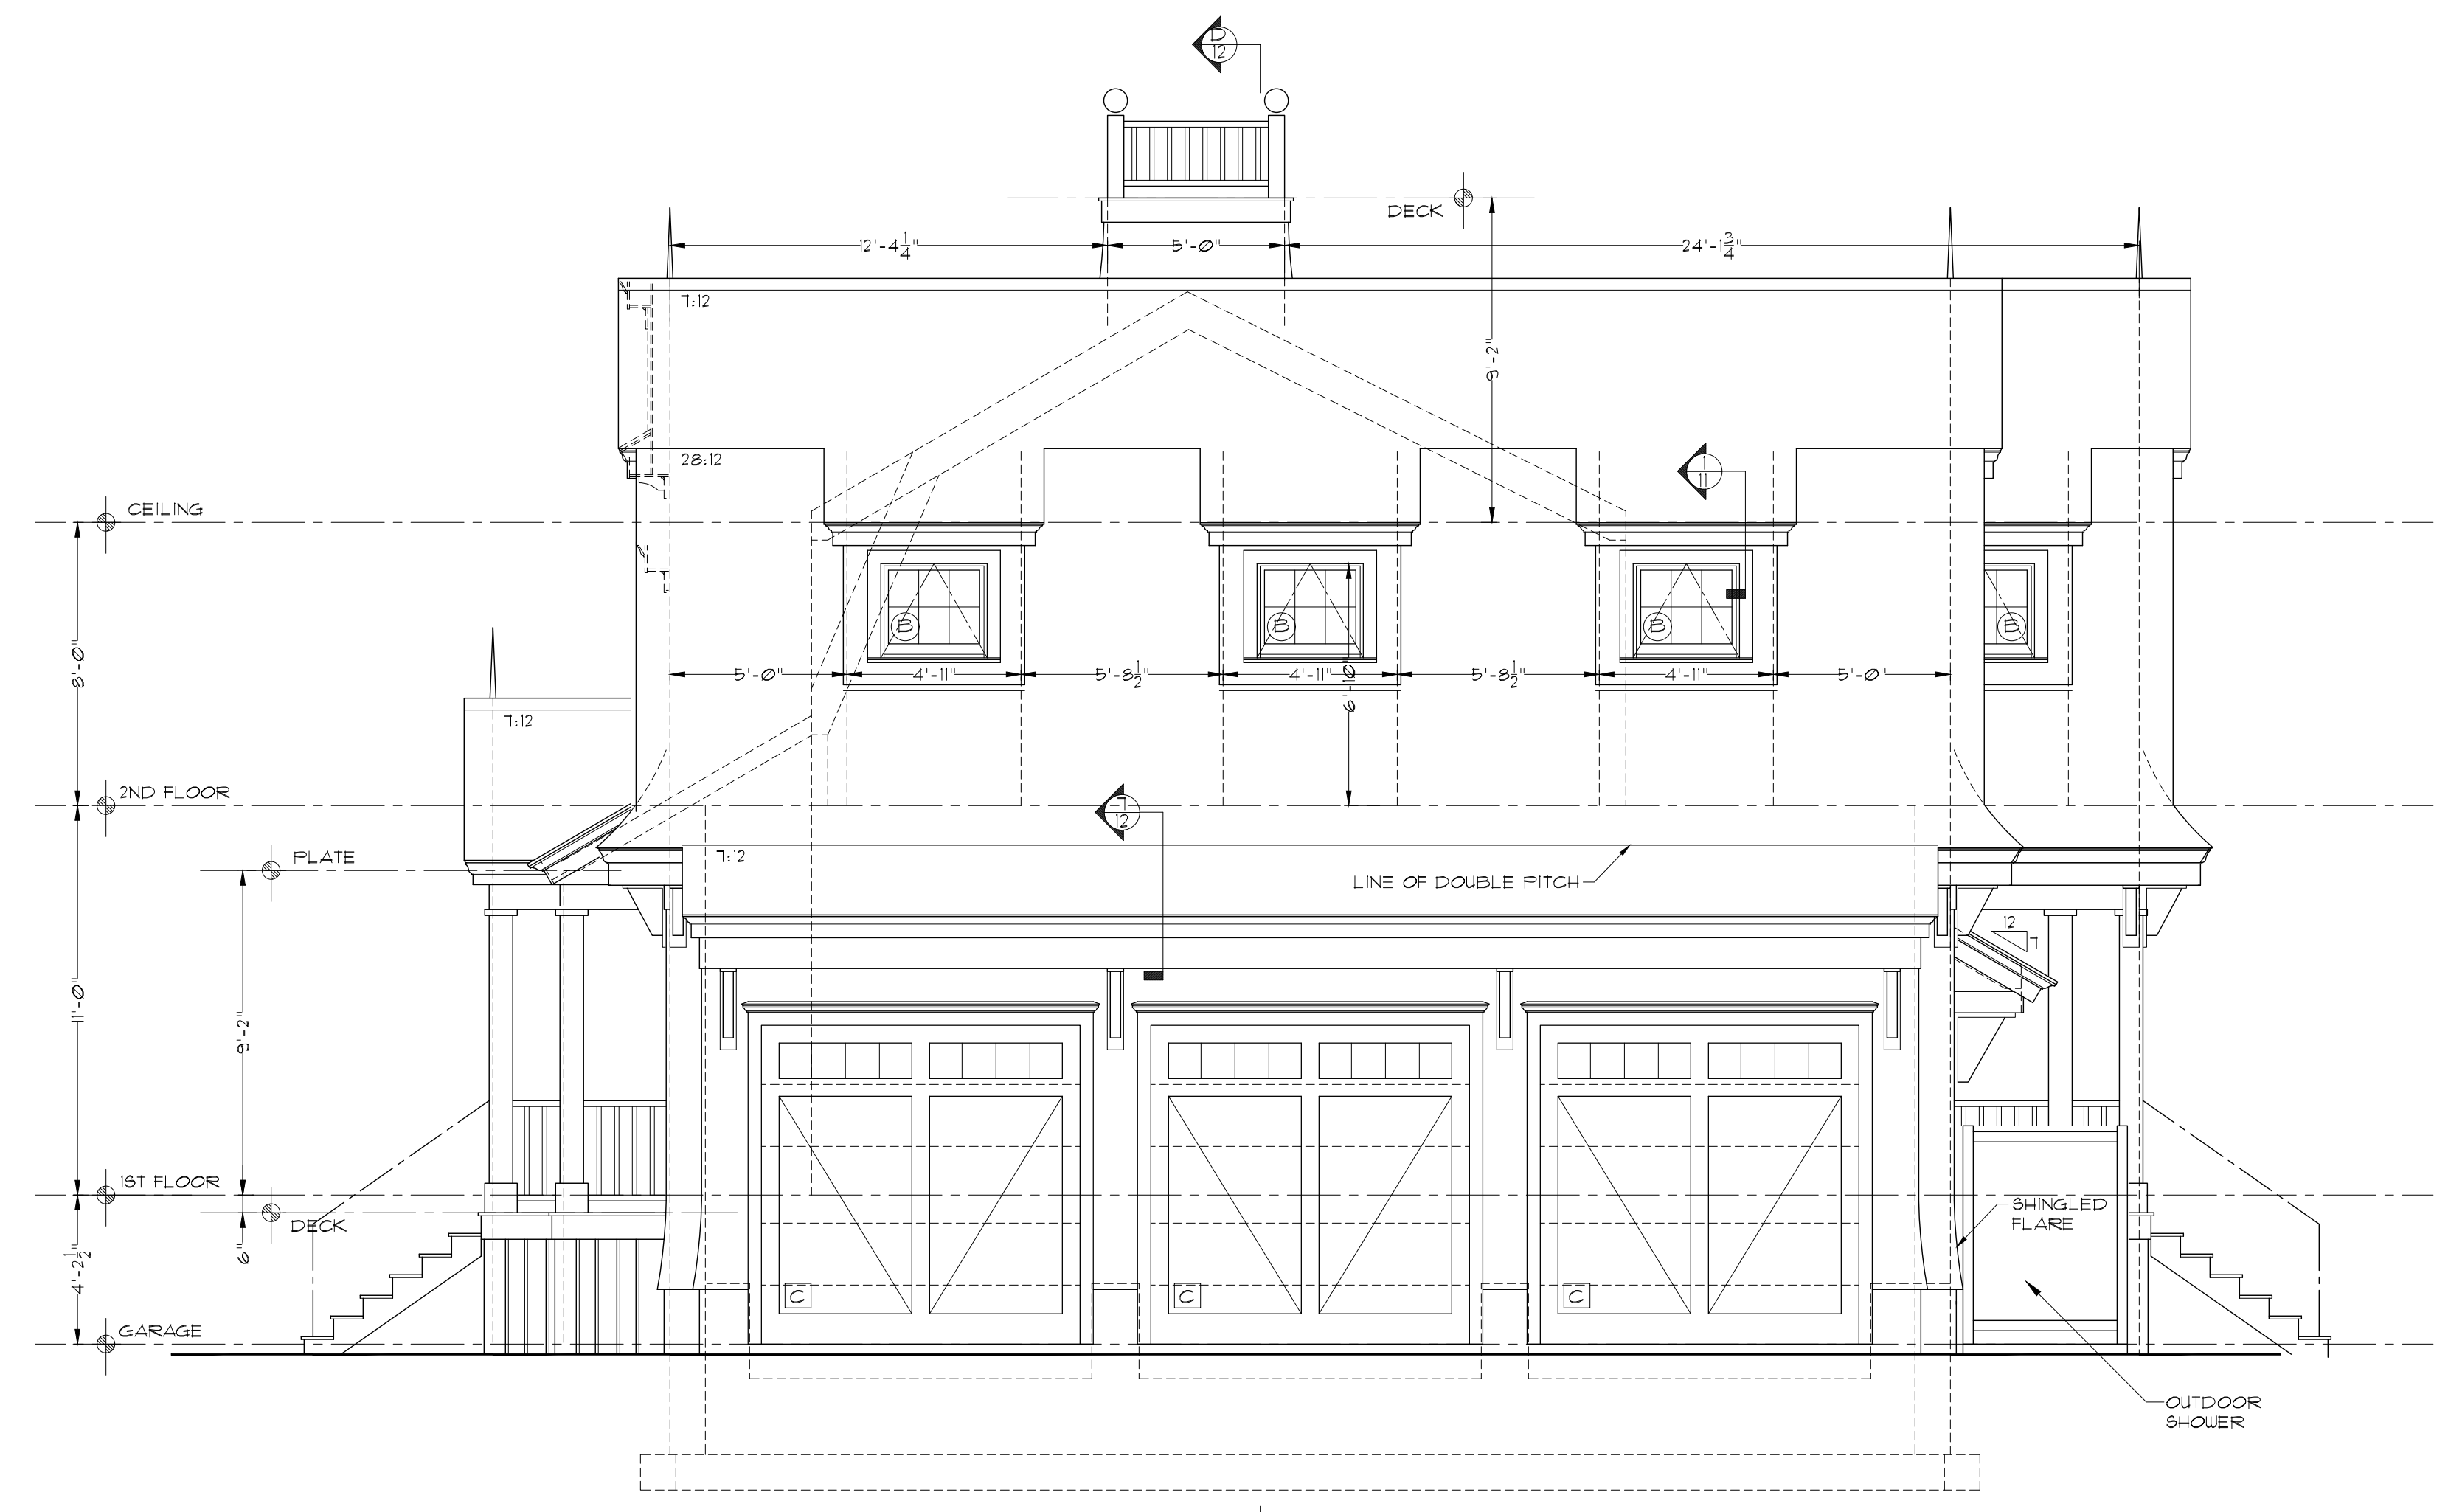 D
12
DECK
12'-4 1/4"
5'-0"
24'-1 3/4"
7:12
9'-2"
28:12
1
11
CEILING
8'-0"
B
B
B
B
5'-0"
4'-11"
5'-8 1/2"
4'-11"
5'-8 1/2"
4'-11"
5'-0"
6'-10"
7:12
2ND FLOOR
7
12
PLATE
7:12
LINE OF DOUBLE PITCH
12
7
11'-0"
9'-2"
1ST FLOOR
DECK
SHINGLED
FLARE
6"
4'-2 1/2"
C
C
C
GARAGE
OUTDOOR
SHOWER